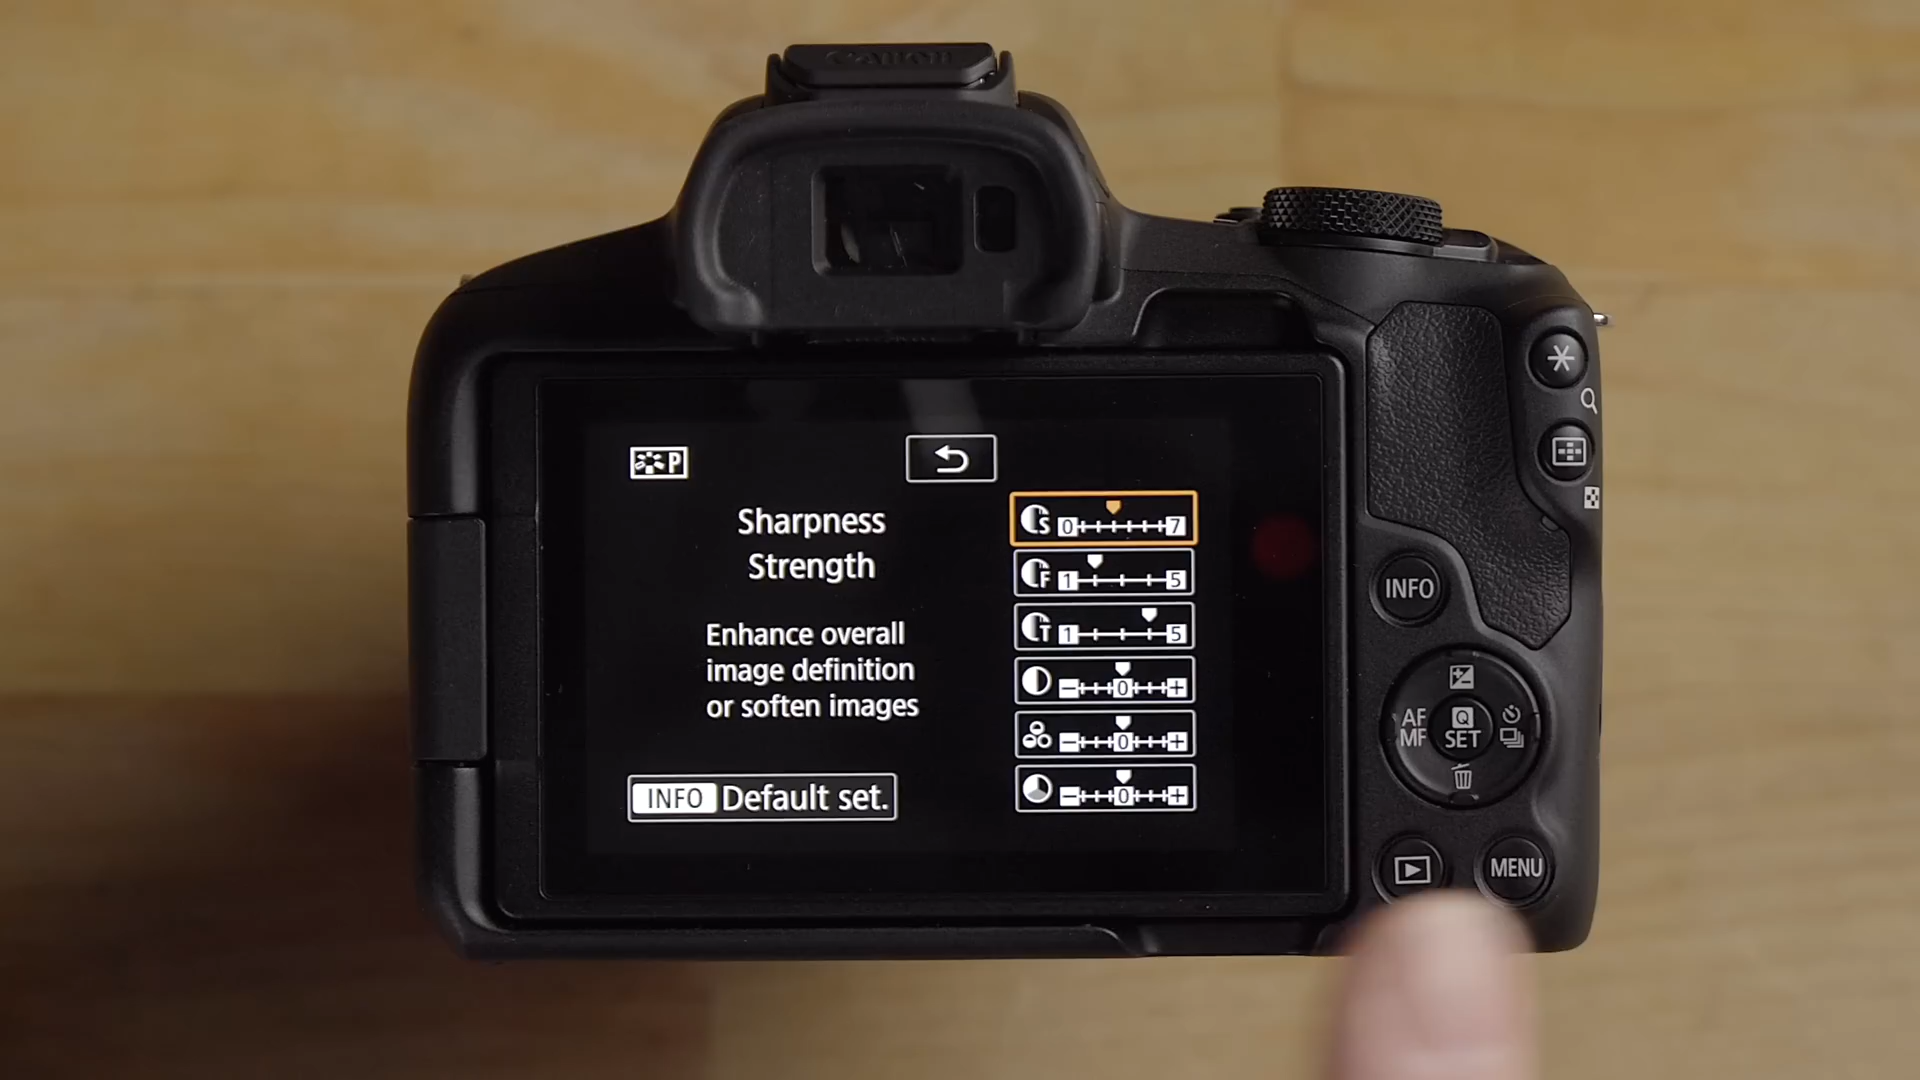 Canon
P
Sharpness
Strength
Enhance overall
image definition
or soften images
INFO Default set.
S 0 7
F 1 5
T 1 5
- 0 +
- 0 +
- 0 +
INFO
AF
MF
Q
SET
MENU